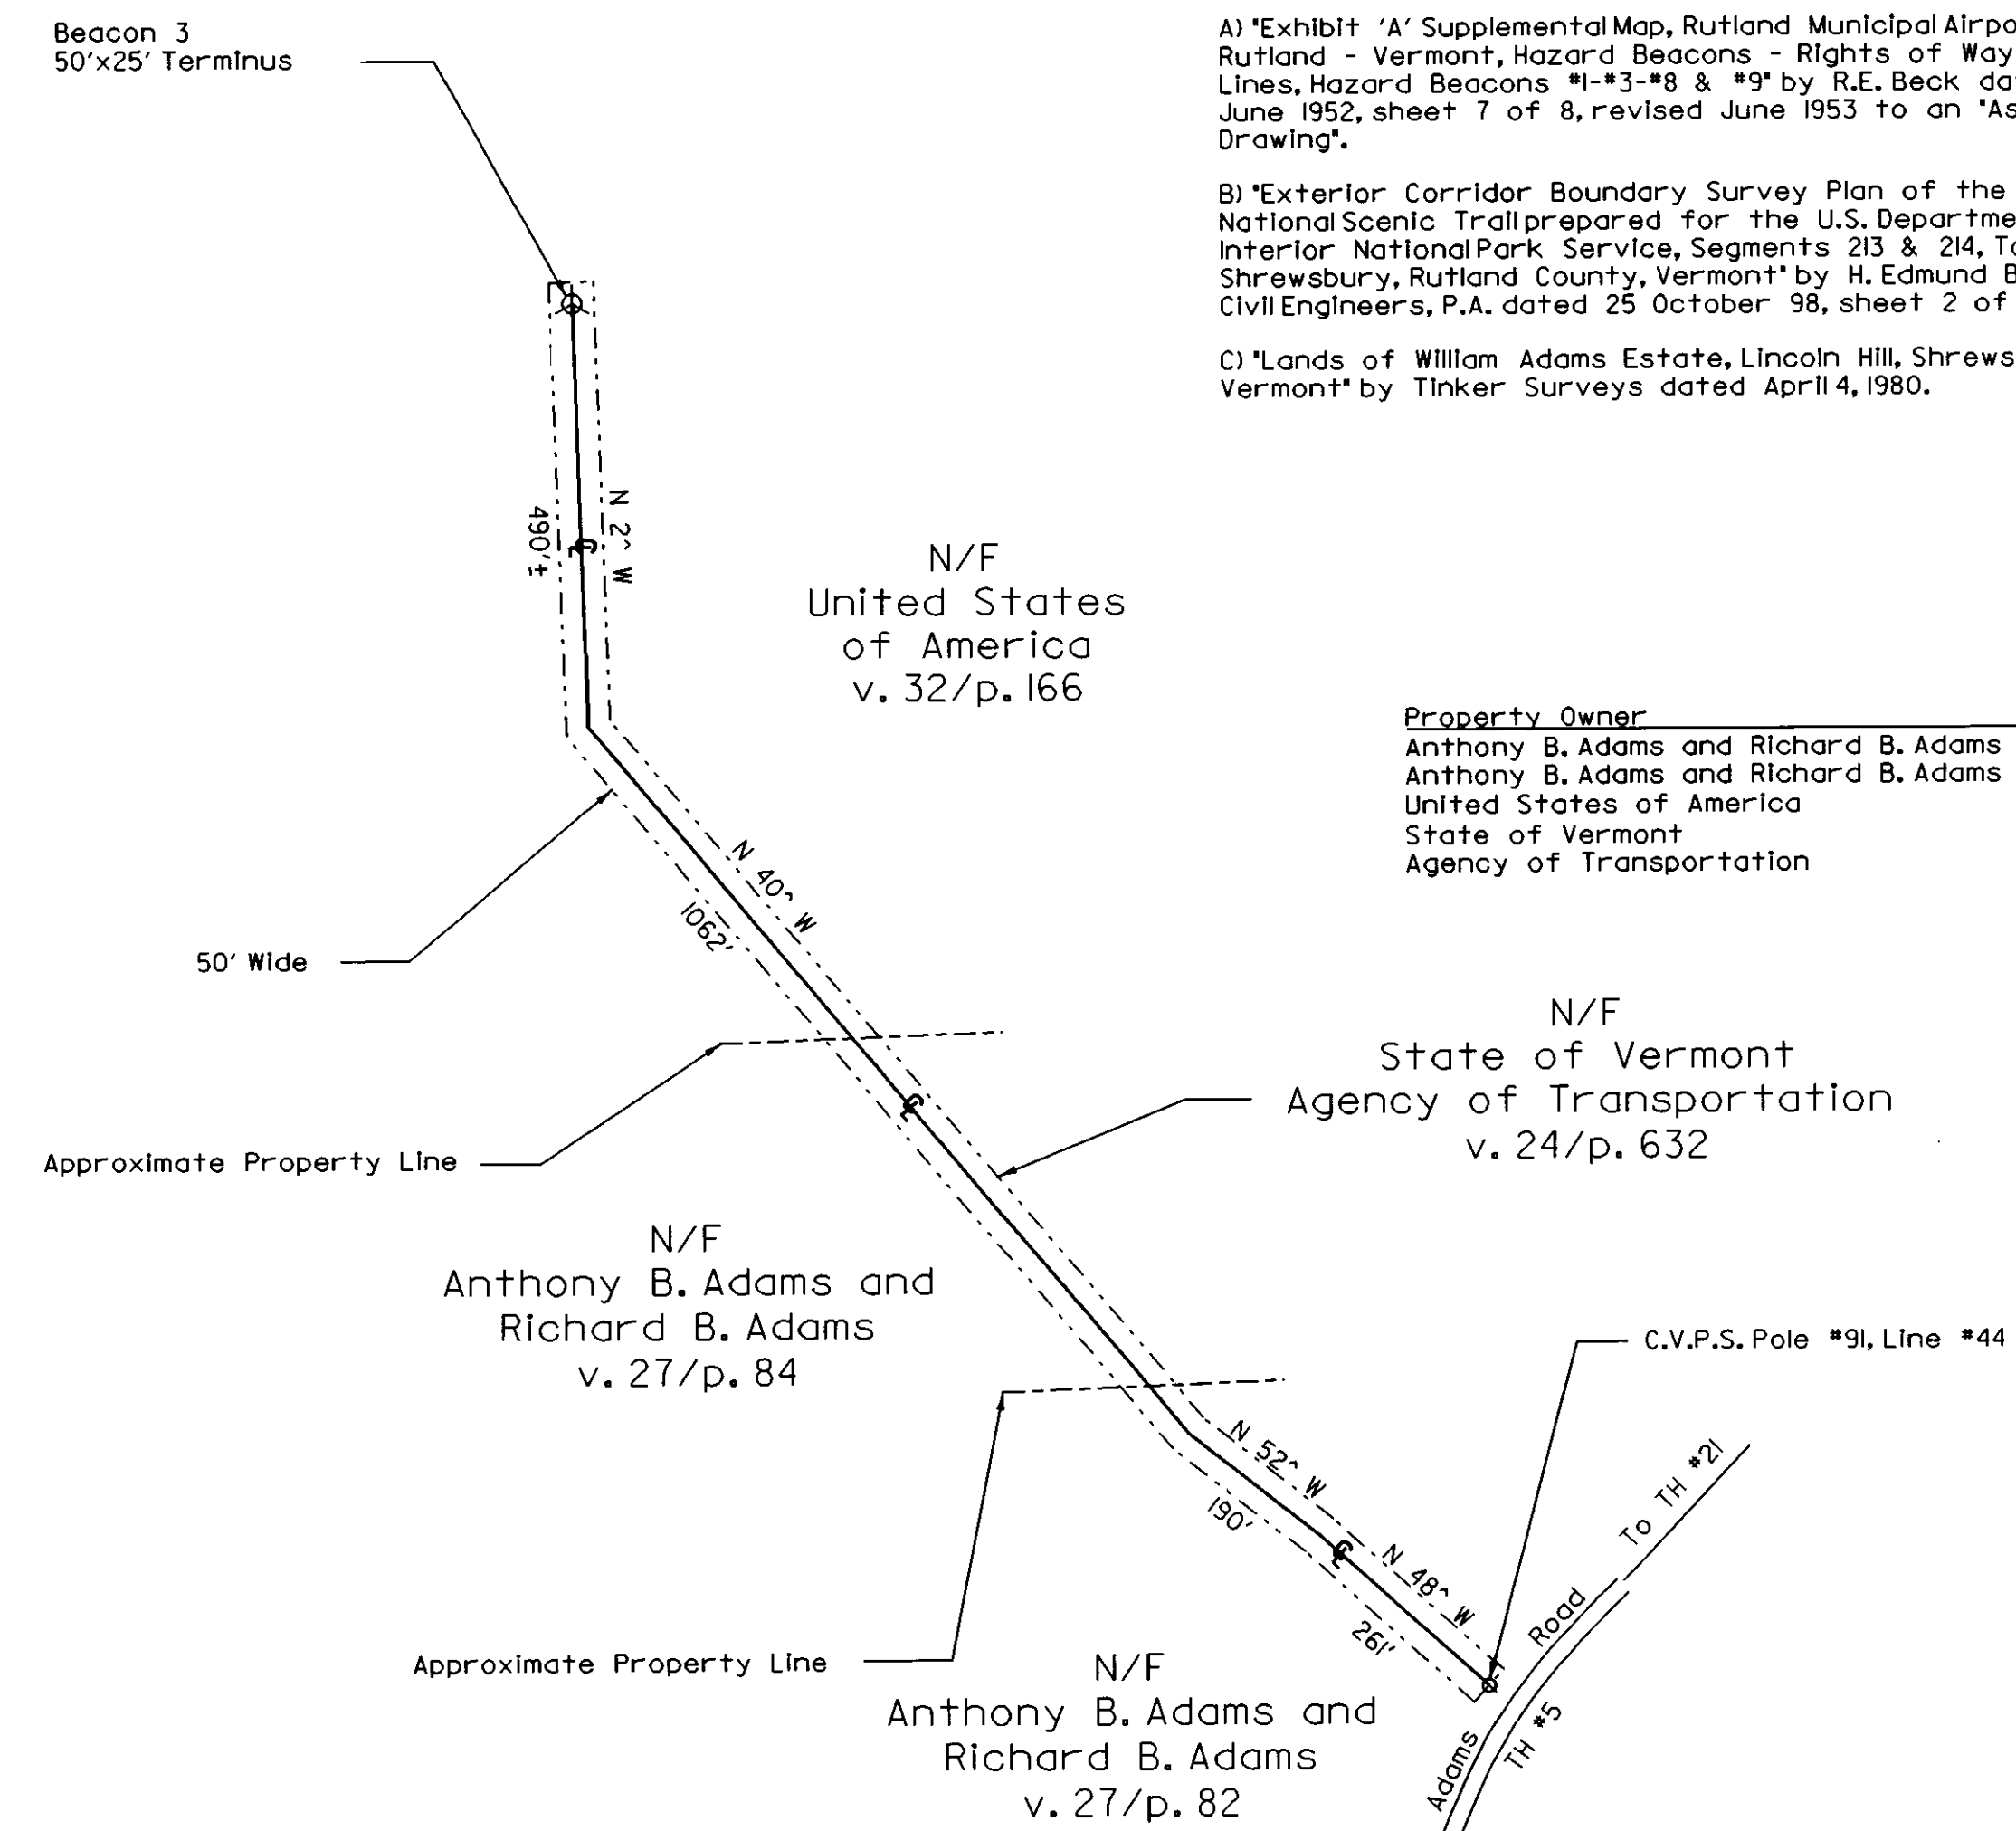 Beacon 3
50'x25' Terminus
A) "Exhibit 'A' Supplemental Map, Rutland Municipal Airpo
Rutland - Vermont, Hazard Beacons - Rights of Way
Lines, Hazard Beacons #1-#3-#8 & #9" by R.E. Beck da
June 1952, sheet 7 of 8, revised June 1953 to an "As
Drawing".
B) "Exterior Corridor Boundary Survey Plan of the
National Scenic Trail prepared for the U.S. Departme
Interior National Park Service, Segments 213 & 214, To
Shrewsbury, Rutland County, Vermont" by H. Edmund B
Civil Engineers, P.A. dated 25 October 98, sheet 2 of
C) "Lands of William Adams Estate, Lincoln Hill, Shrews
Vermont" by Tinker Surveys dated April 4, 1980.
N 2^ W
490'±
CL
N/F
United States
of America
v. 32/p. 166
Property Owner
Anthony B. Adams and Richard B. Adams
Anthony B. Adams and Richard B. Adams
United States of America
State of Vermont
Agency of Transportation
N 40^ W
1062'
50' Wide
N/F
State of Vermont
Agency of Transportation
v. 24/p. 632
CL
Approximate Property Line
N/F
Anthony B. Adams and
Richard B. Adams
v. 27/p. 84
C.V.P.S. Pole #91, Line #44
N 52^ W
190'
CL
N 48^ W
261'
To TH #21
Adams Road
TH #5
Approximate Property Line
N/F
Anthony B. Adams and
Richard B. Adams
v. 27/p. 82